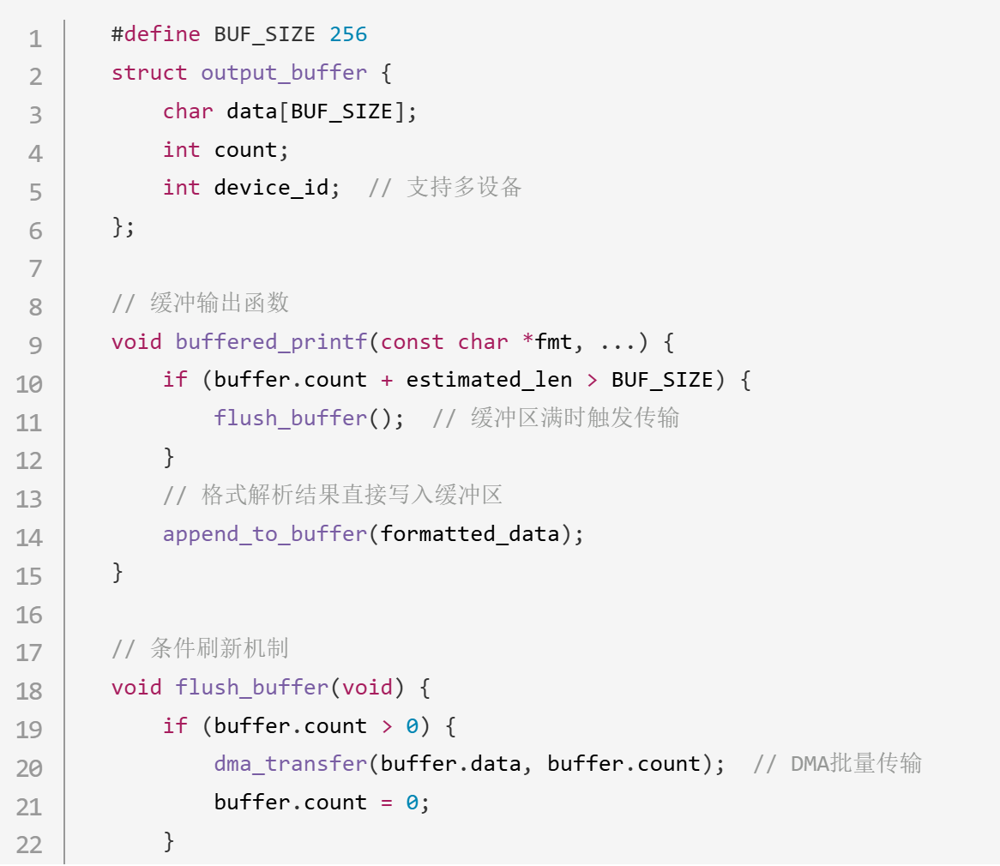 1 #define BUF_SIZE 256
2 struct output_buffer {
3     char data[BUF_SIZE];
4     int count;
5     int device_id;  // 支持多设备
6 };
7
8 // 缓冲输出函数
9 void buffered_printf(const char *fmt, ...) {
10     if (buffer.count + estimated_len > BUF_SIZE) {
11         flush_buffer();  // 缓冲区满时触发传输
12     }
13     // 格式解析结果直接写入缓冲区
14     append_to_buffer(formatted_data);
15 }
16
17 // 条件刷新机制
18 void flush_buffer(void) {
19     if (buffer.count > 0) {
20         dma_transfer(buffer.data, buffer.count);  // DMA批量传输
21         buffer.count = 0;
22     }